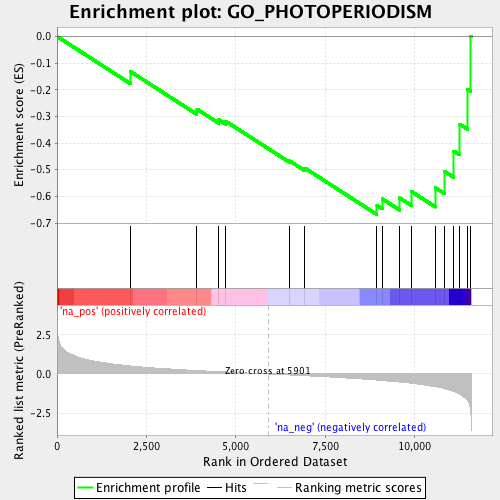 Enrichment plot: GO_PHOTOPERIODISM
Enrichment score (ES)
0.0
-0.1
-0.2
-0.3
-0.4
-0.5
-0.6
-0.7
'na_pos' (positively correlated)
Ranked list metric (PreRanked)
2.5
0.0
-2.5
Zero cross at 5901
'na_neg' (negatively correlated)
0
2,500
5,000
7,500
10,000
Rank in Ordered Dataset
Enrichment profile
Hits
Ranking metric scores